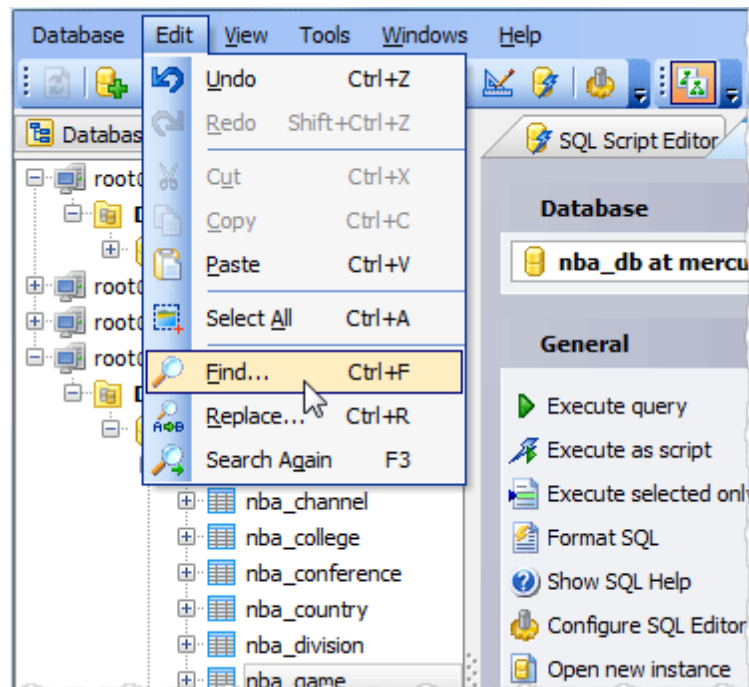 Database Edit View Tools Windows Help
Undo Ctrl+Z
Redo Shift+Ctrl+Z
Cut Ctrl+X
Copy Ctrl+C
Paste Ctrl+V
Select All Ctrl+A
Find... Ctrl+F
Replace... Ctrl+R
Search Again F3
Databas
root
root
root
root
nba_channel
nba_college
nba_conference
nba_country
nba_division
nba_game
SQL Script Editor
Database
nba_db at mercu
General
Execute query
Execute as script
Execute selected onl
Format SQL
Show SQL Help
Configure SQL Editor
Open new instance